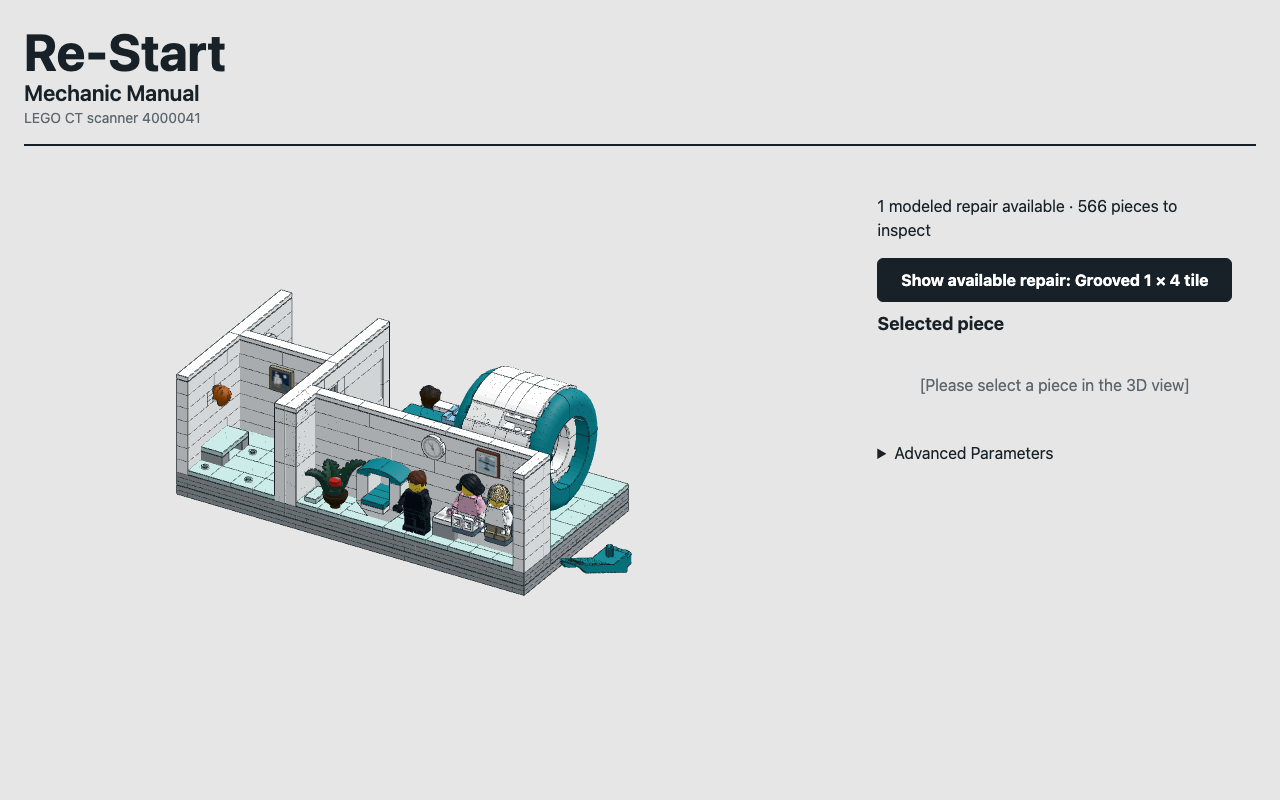 Re-Start
Mechanic Manual
LEGO CT scanner 4000041
1 modeled repair available · 566 pieces to
inspect
Show available repair: Grooved 1 × 4 tile
Selected piece
[Please select a piece in the 3D view]
▶ Advanced Parameters